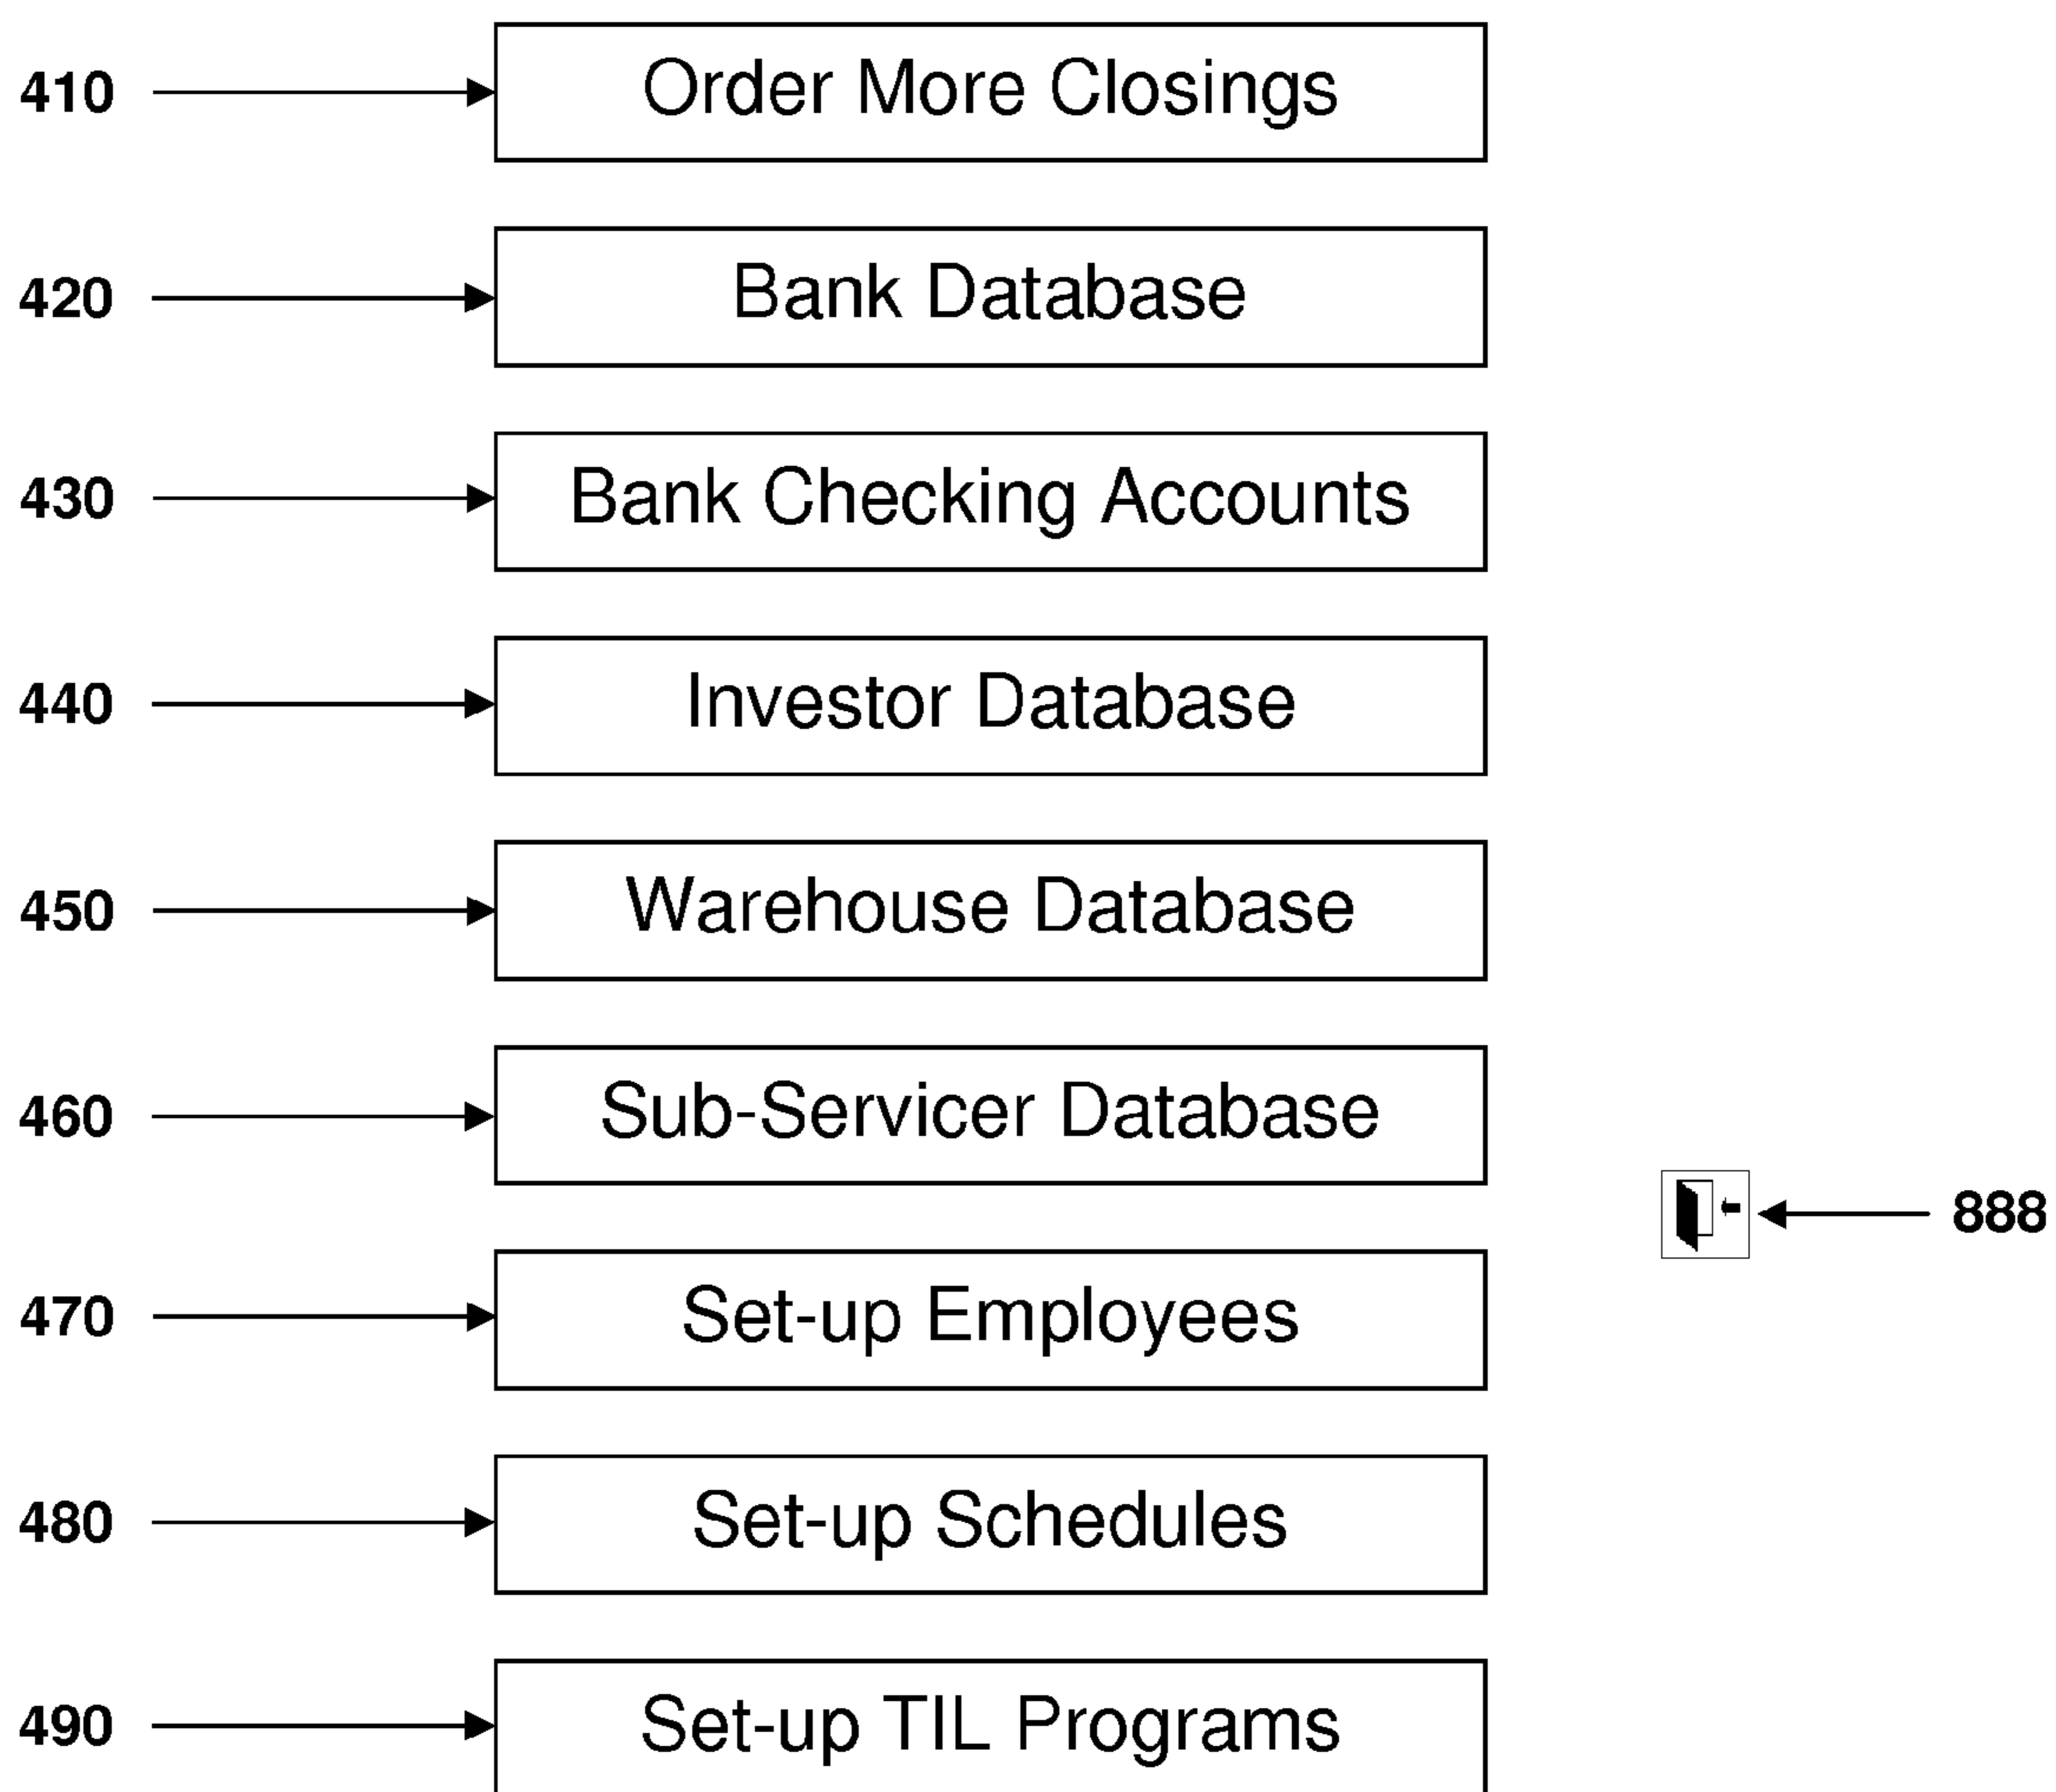 410 Order More Closings
420 Bank Database
430 Bank Checking Accounts
440 Investor Database
450 Warehouse Database
460 Sub-Servicer Database
888
470 Set-up Employees
480 Set-up Schedules
490 Set-up TIL Programs